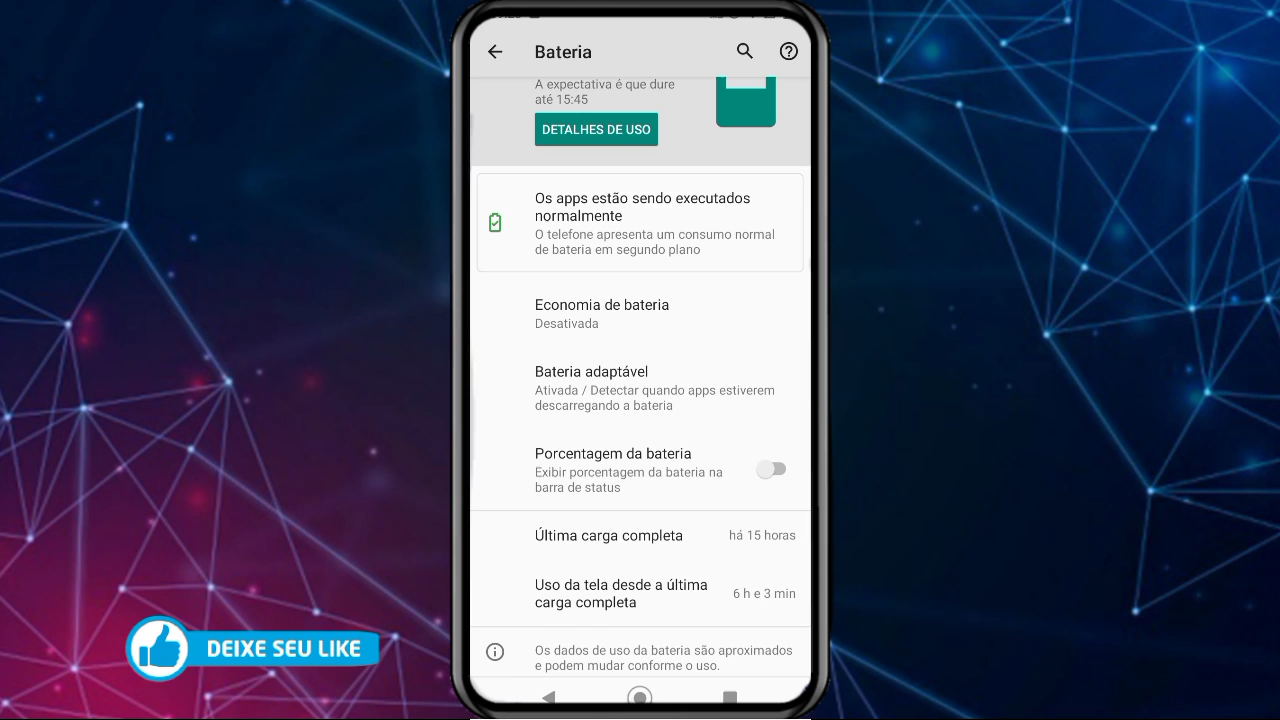 Bateria
A expectativa é que dure
até 15:45
DETALHES DE USO
Os apps estão sendo executados
normalmente
O telefone apresenta um consumo normal
de bateria em segundo plano
Economia de bateria
Desativada
Bateria adaptável
Ativada / Detectar quando apps estiverem
descarregando a bateria
Porcentagem da bateria
Exibir porcentagem da bateria na
barra de status
Última carga completa
há 15 horas
Uso da tela desde a última
carga completa
6 h e 3 min
Os dados de uso da bateria são aproximados
e podem mudar conforme o uso.
DEIXE SEU LIKE